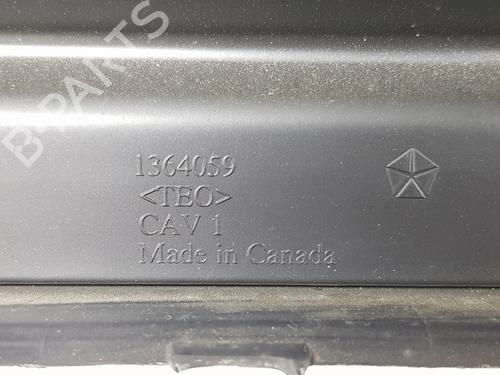 B-PARTS
1364059
<TEO>
CAV 1
Made in Canada